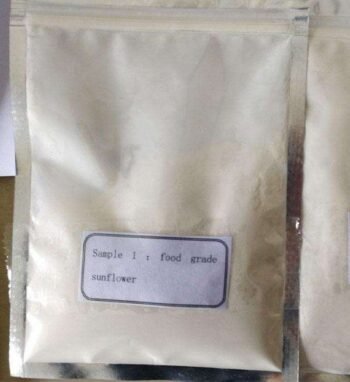 Sample 1 : food grade
sunflower